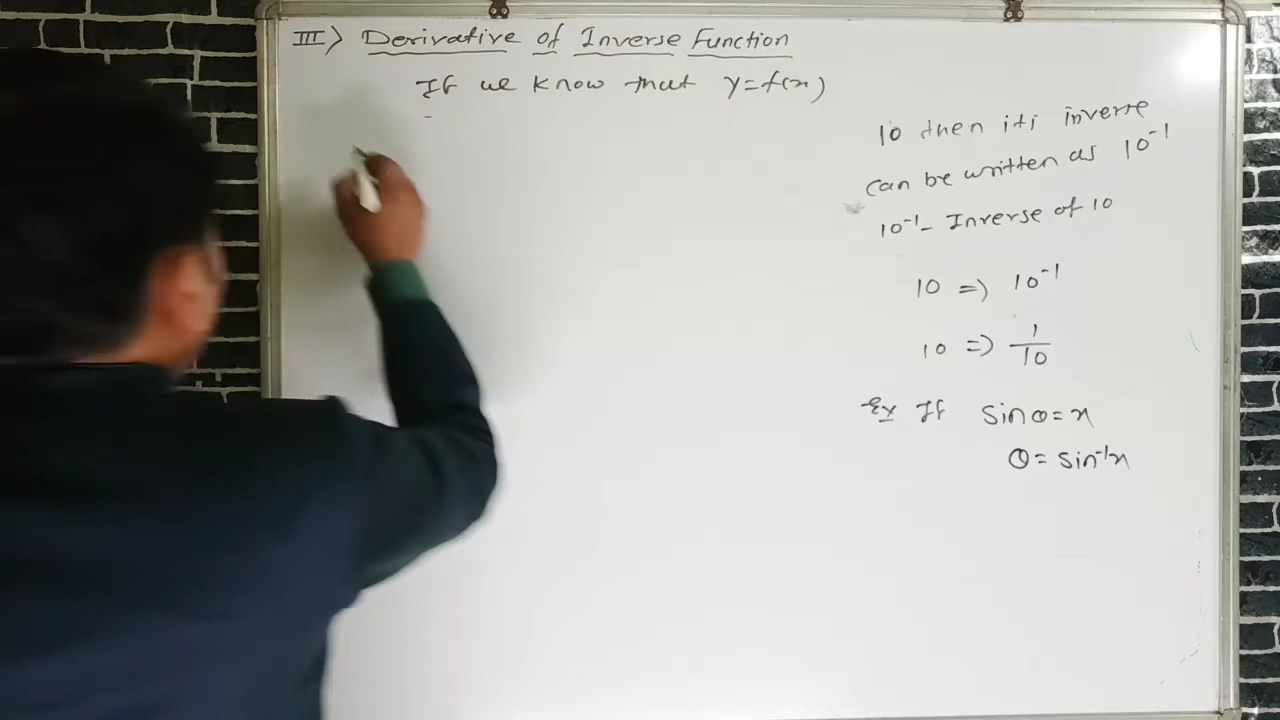 III) Derivative of Inverse Function
If we know that y=f(x)
10 then iti inverse
can be written as 10⁻¹
10⁻¹- Inverse of 10
10 => 10⁻¹
10 => 1/10
Ex If sinθ=x
θ= sin⁻¹x